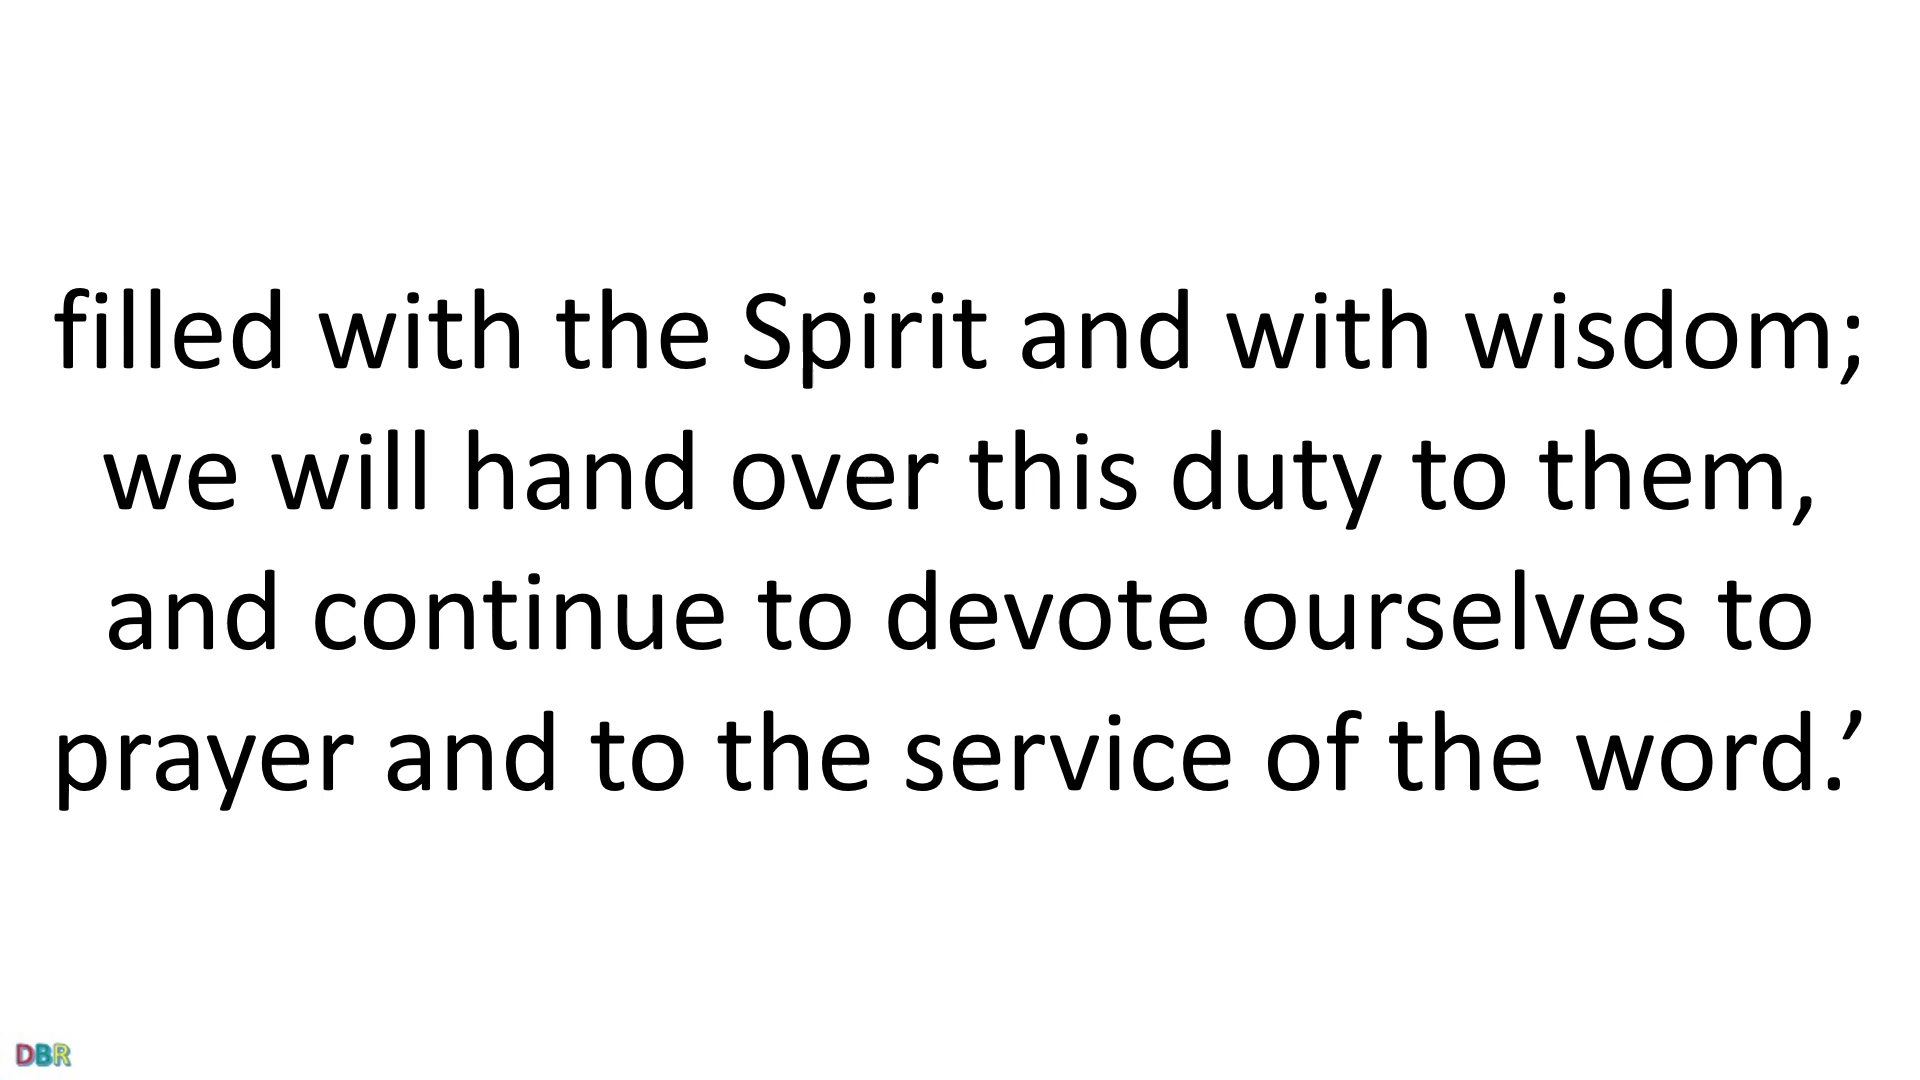 filled with the Spirit and with wisdom;
we will hand over this duty to them,
and continue to devote ourselves to
prayer and to the service of the word.’
DBR